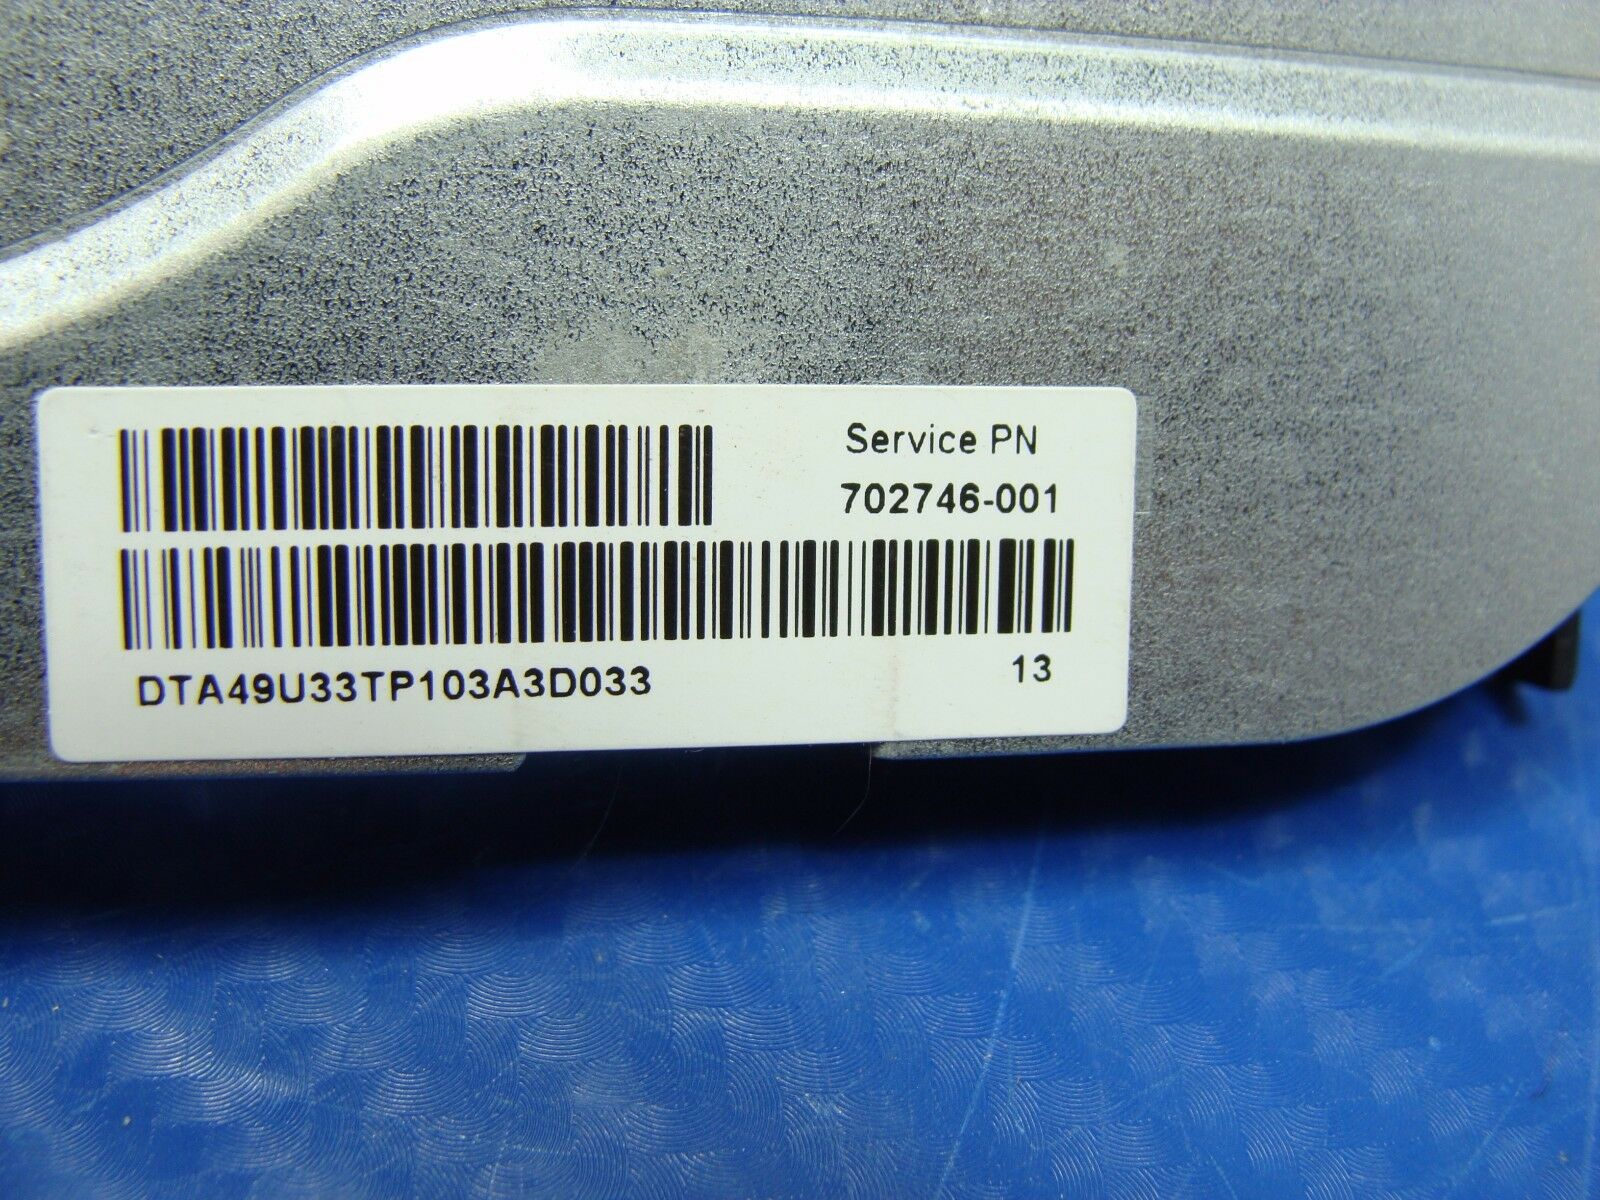 Service PN
702746-001
DTA49U33TP103A3D033
13